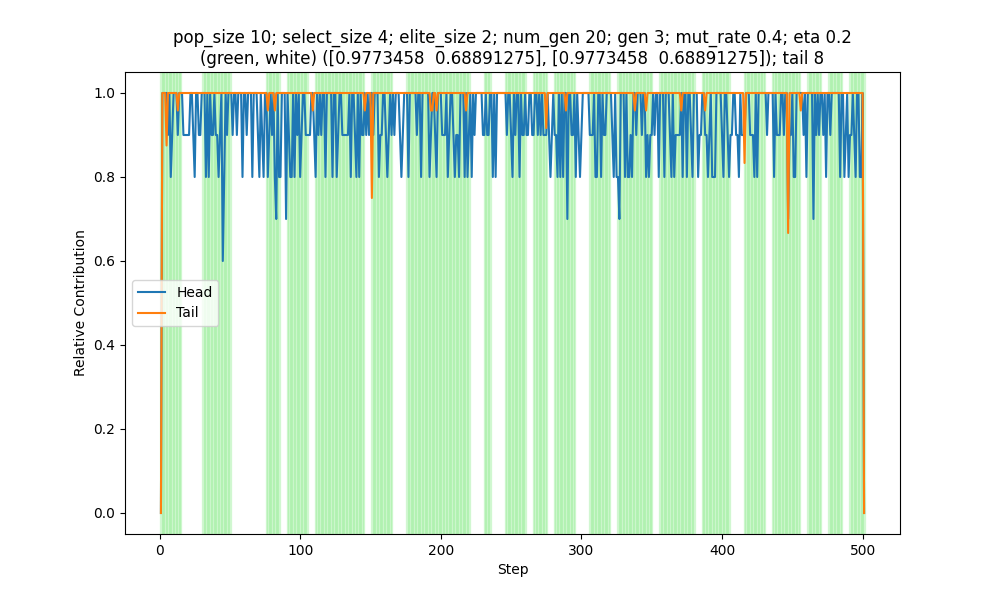 pop_size 10; select_size 4; elite_size 2; num_gen 20; gen 3; mut_rate 0.4; eta 0.2
(green, white) ([0.9773458  0.68891275], [0.9773458  0.68891275]); tail 8
1.0
0.8
0.6
0.4
0.2
0.0
Relative Contribution
Head
Tail
0
100
200
300
400
500
Step